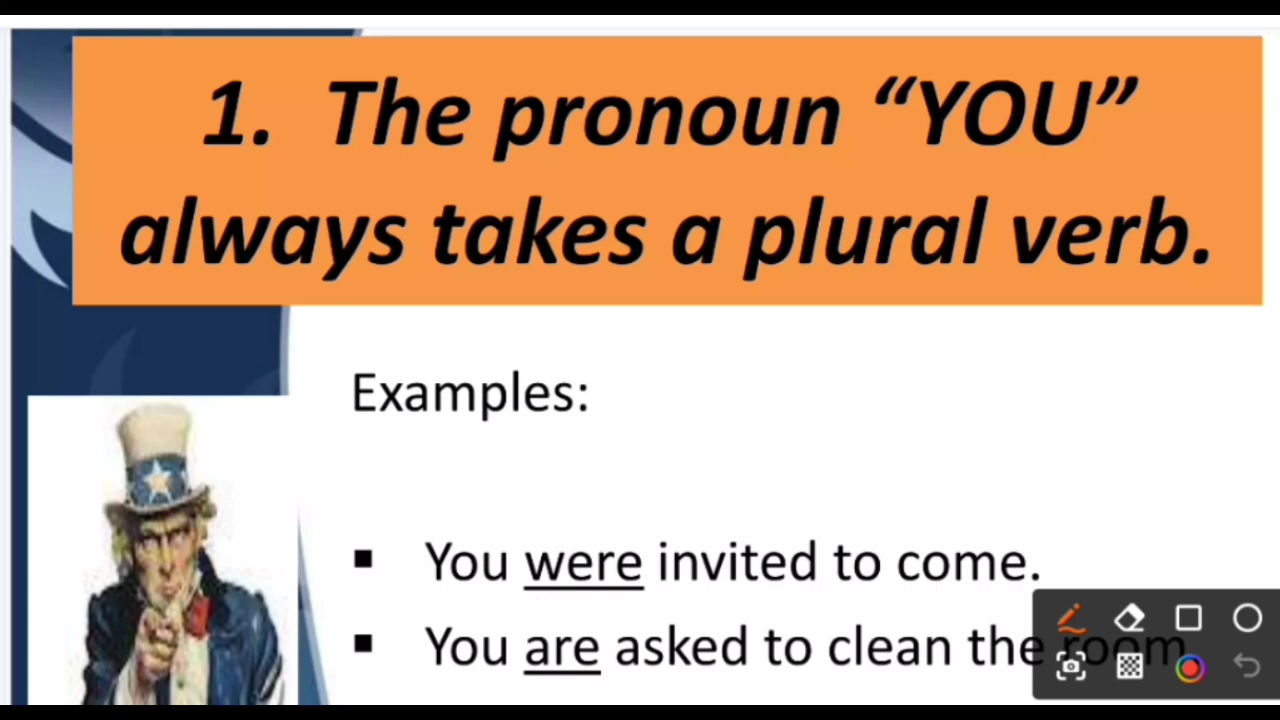 1. The pronoun “YOU”
always takes a plural verb.
Examples:
▪ You were invited to come.
▪ You are asked to clean the room